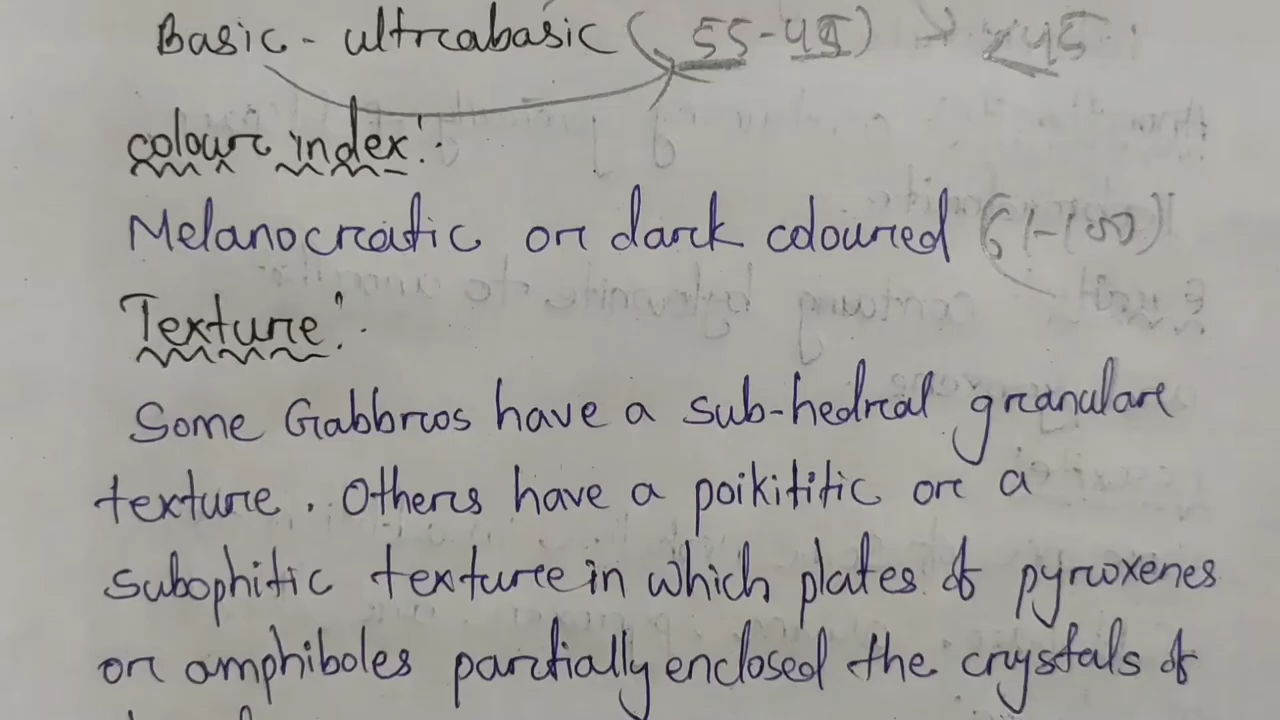 Basic - ultrabasic (55-45) → <45
colour index:
Melanocratic or dark coloured (61-100)
Texture:
Some Gabbros have a sub-hedral granular
texture. Others have a poikititic or a
subophitic texture in which plates of pyroxenes
or amphiboles partially enclosed the crystals of